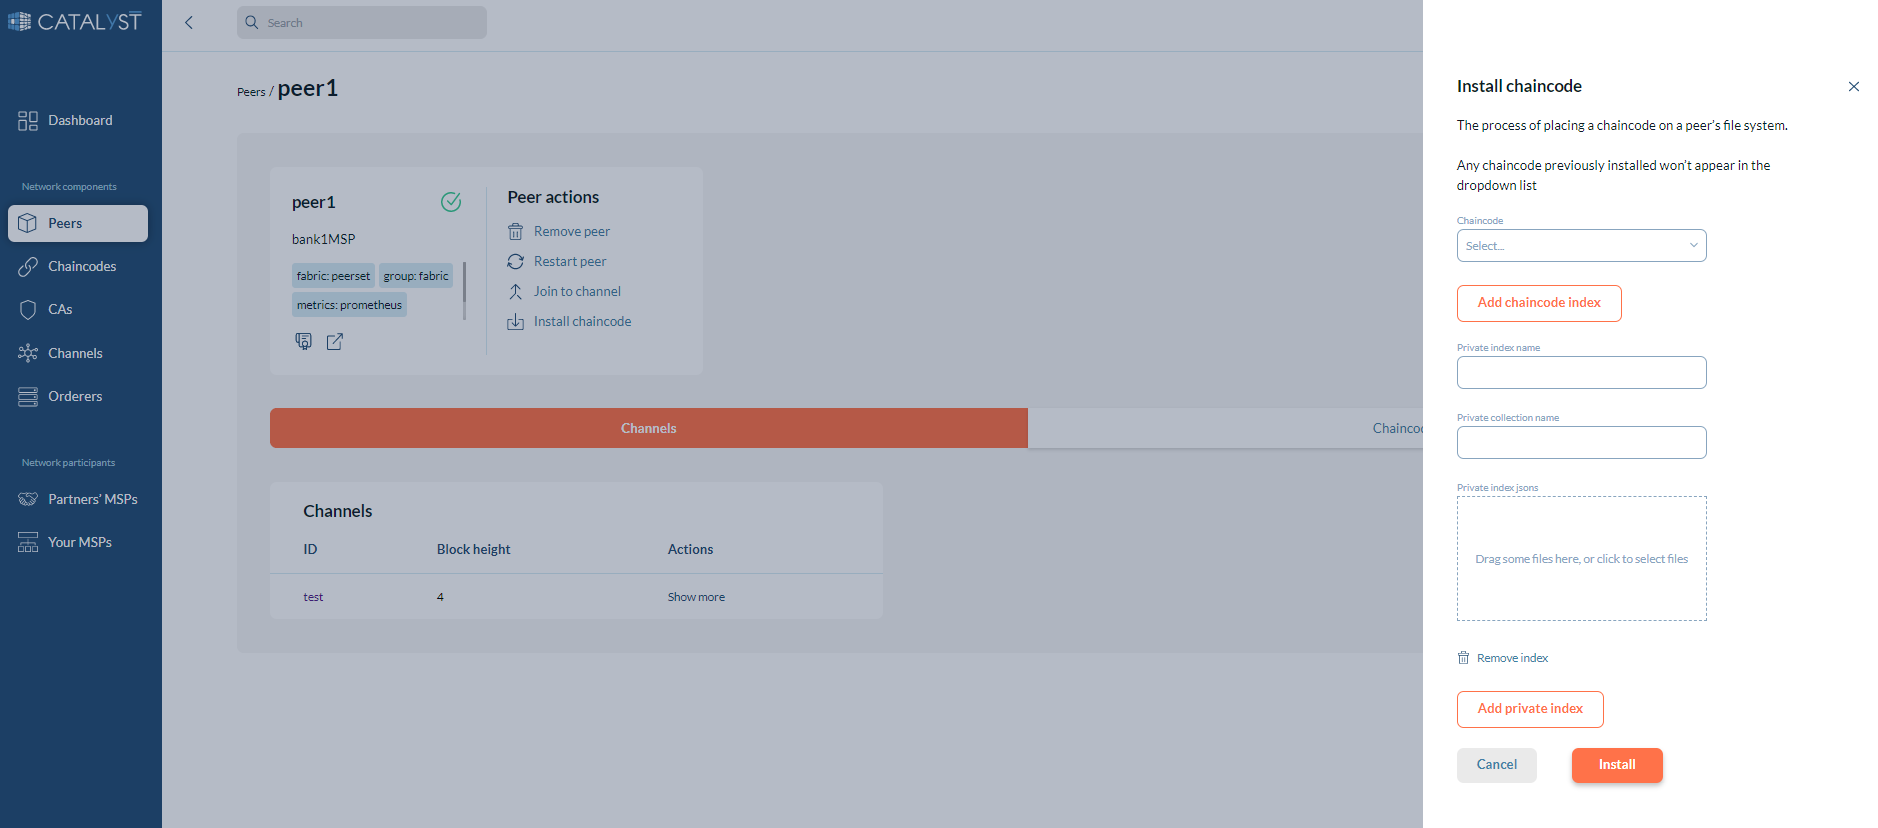 CATALYST
Search
Dashboard
Network components
Peers
Chaincodes
CAs
Channels
Orderers
Network participants
Partners' MSPs
Your MSPs
Peers / peer1
peer1
bank1MSP
fabric: peerset group: fabric
metrics: prometheus
Peer actions
Remove peer
Restart peer
Join to channel
Install chaincode
Channels
Chainco
Channels
ID Block height Actions
test 4 Show more
Install chaincode
The process of placing a chaincode on a peer's file system.
Any chaincode previously installed won't appear in the
dropdown list
Chaincode
Select...
Add chaincode index
Private index name
Private collection name
Private index jsons
Drag some files here, or click to select files
Remove index
Add private index
Cancel Install